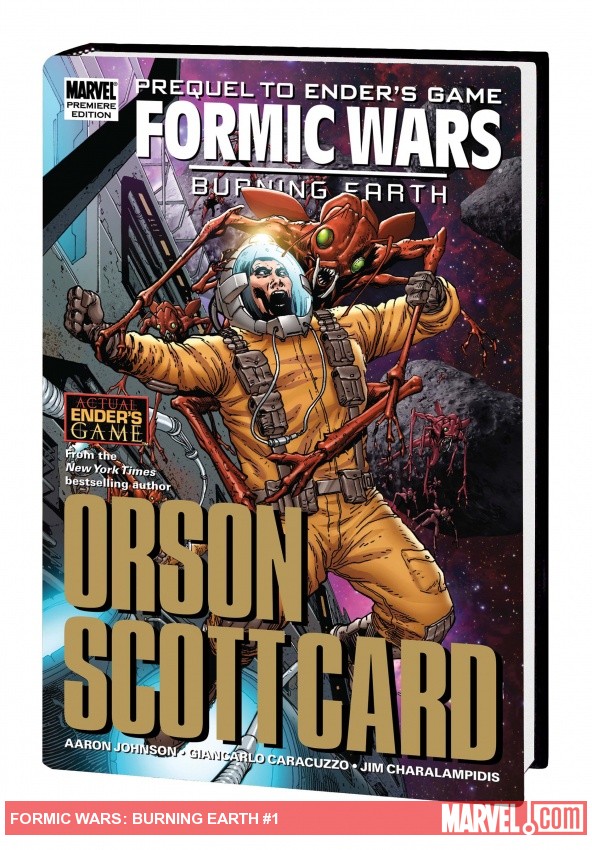 MARVEL
PREMIERE
EDITION
PREQUEL TO ENDER'S GAME
FORMIC WARS
BURNING EARTH
ACTUAL
ENDER'S
GAME
From the
New York Times
bestselling author
ORSON
SCOTT CARD
AARON JOHNSON • GIANCARLO CARACUZZO • JIM CHARALAMPIDIS
FORMIC WARS: BURNING EARTH #1
MARVEL.com